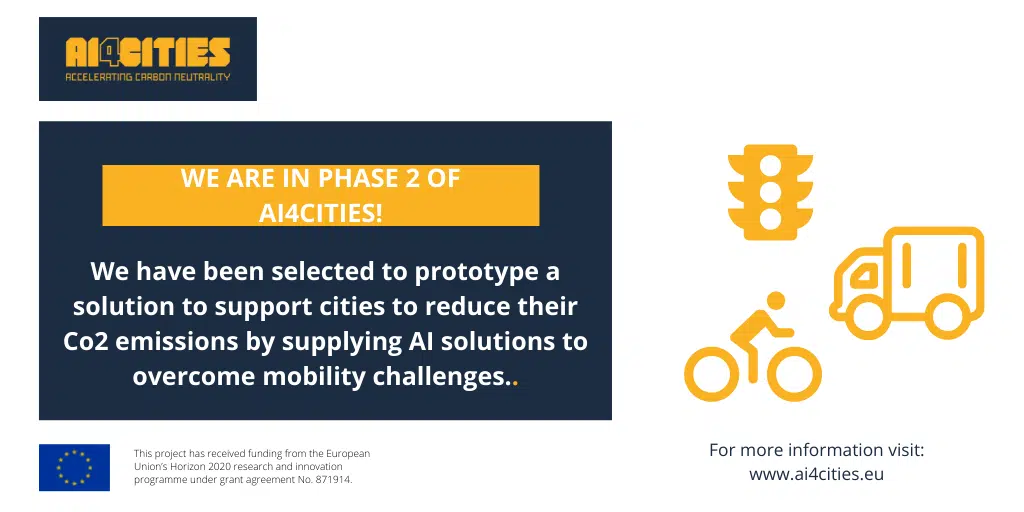 AI4CITIES
ACCELERATING CARBON NEUTRALITY
WE ARE IN PHASE 2 OF
AI4CITIES!
We have been selected to prototype a
solution to support cities to reduce their
Co2 emissions by supplying AI solutions to
overcome mobility challenges..
This project has received funding from the European
Union's Horizon 2020 research and innovation
programme under grant agreement No. 871914.
For more information visit:
www.ai4cities.eu